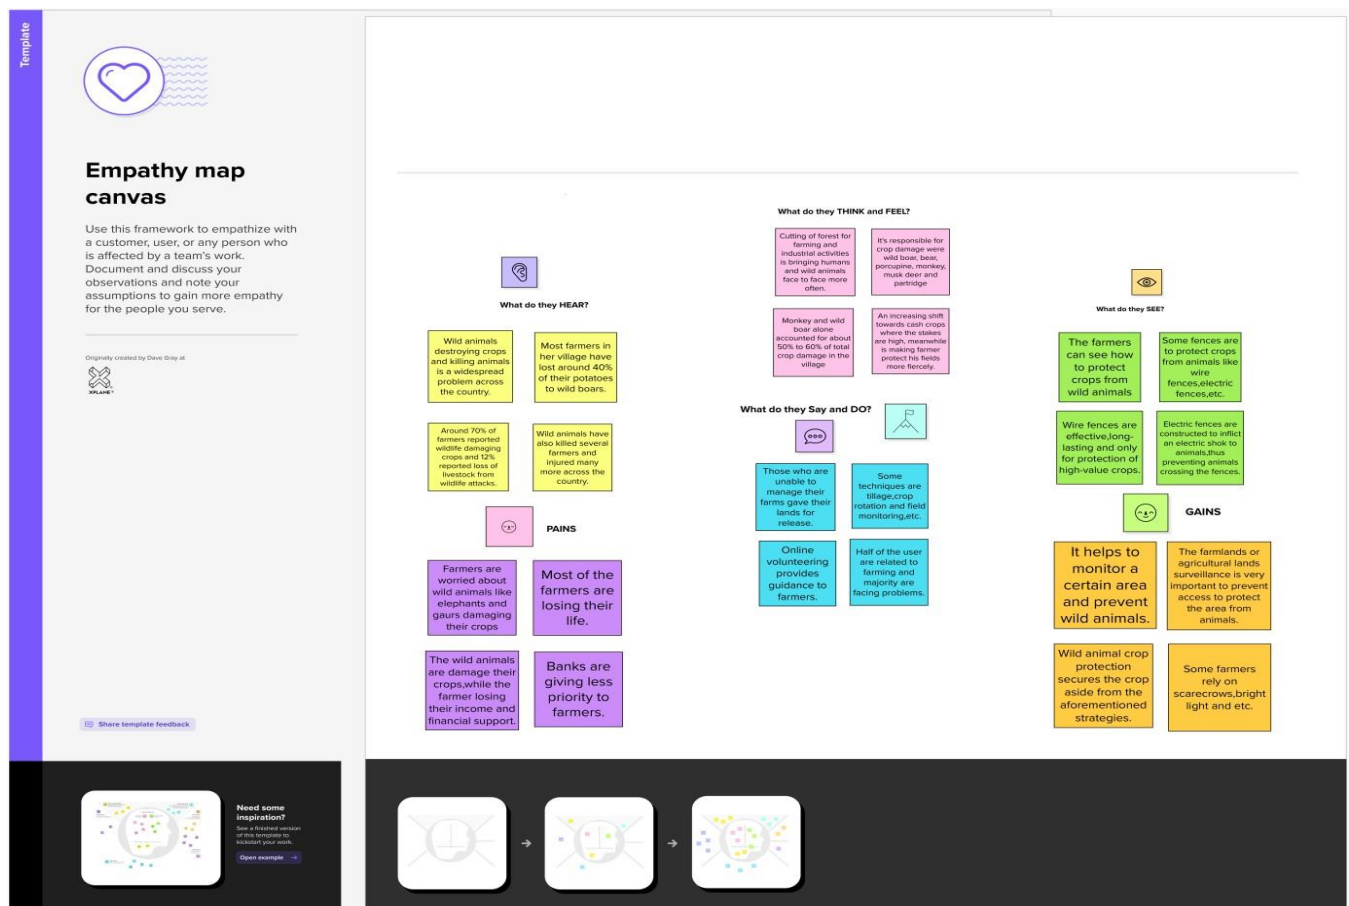 Template
Empathy map
canvas
Use this framework to empathize with
a customer, user, or any person who
is affected by a team's work.
Document and discuss your
observations and note your
assumptions to gain more empathy
for the people you serve.
Originally created by Dave Gray at
XPLANE
Share template feedback
Need some
inspiration?
See a finished version
of this template to
kickstart your work.
Open example
What do they HEAR?
Wild animals
destroying crops
and killing animals
is a widespread
problem across
the country.
Most farmers in
her village have
lost around 40%
of their potatoes
to wild boars.
Around 70% of
farmers reported
wildlife damaging
crops and 12%
reported loss of
livestock from
wildlife attacks.
Wild animals have
also killed several
farmers and
injured many
more across the
country.
PAINS
Farmers are
worried about
wild animals like
elephants and
gaurs damaging
their crops
Most of the
farmers are
losing their
life.
The wild animals
are damage their
crops,while the
farmer losing
their income and
financial support.
Banks are
giving less
priority to
farmers.
What do they THINK and FEEL?
Cutting of forest for
farming and
industrial activities
is bringing humans
and wild animals
face to face more
often.
It's responsible for
crop damage were
wild boar, bear,
porcupine, monkey,
musk deer and
partridge
Monkey and wild
boar alone
accounted for about
50% to 60% of total
crop damage in the
village
An increasing shift
towards cash crops
where the stakes
are high, meanwhile
is making farmer
protect his fields
more fiercely.
What do they Say and DO?
Those who are
unable to
manage their
farms gave their
lands for
release.
Some
techniques are
tillage,crop
rotation and field
monitoring,etc.
Online
volunteering
provides
guidance to
farmers.
Half of the user
are related to
farming and
majority are
facing problems.
What do they SEE?
The farmers
can see how
to protect
crops from
wild animals
Some fences are
to protect crops
from animals like
wire
fences,electric
fences,etc.
Wire fences are
effective,long-
lasting and only
for protection of
high-value crops.
Electric fences are
constructed to inflict
an electric shok to
animals,thus
preventing animals
crossing the fences.
GAINS
It helps to
monitor a
certain area
and prevent
wild animals.
The farmlands or
agricultural lands
surveillance is very
important to prevent
access to protect
the area from
animals.
Wild animal crop
protection
secures the crop
aside from the
aforementioned
strategies.
Some farmers
rely on
scarecrows,bright
light and etc.